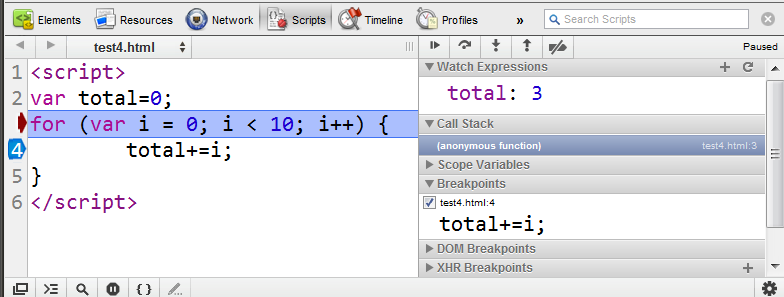 Elements Resources Network Scripts Timeline Profiles » Search Scripts
test4.html Paused
1 <script>
2 var total=0;
for (var i = 0; i < 10; i++) {
4 total+=i;
5 }
6 </script>
Watch Expressions
total: 3
Call Stack
(anonymous function) test4.html:3
Scope Variables
Breakpoints
test4.html:4
total+=i;
DOM Breakpoints
XHR Breakpoints